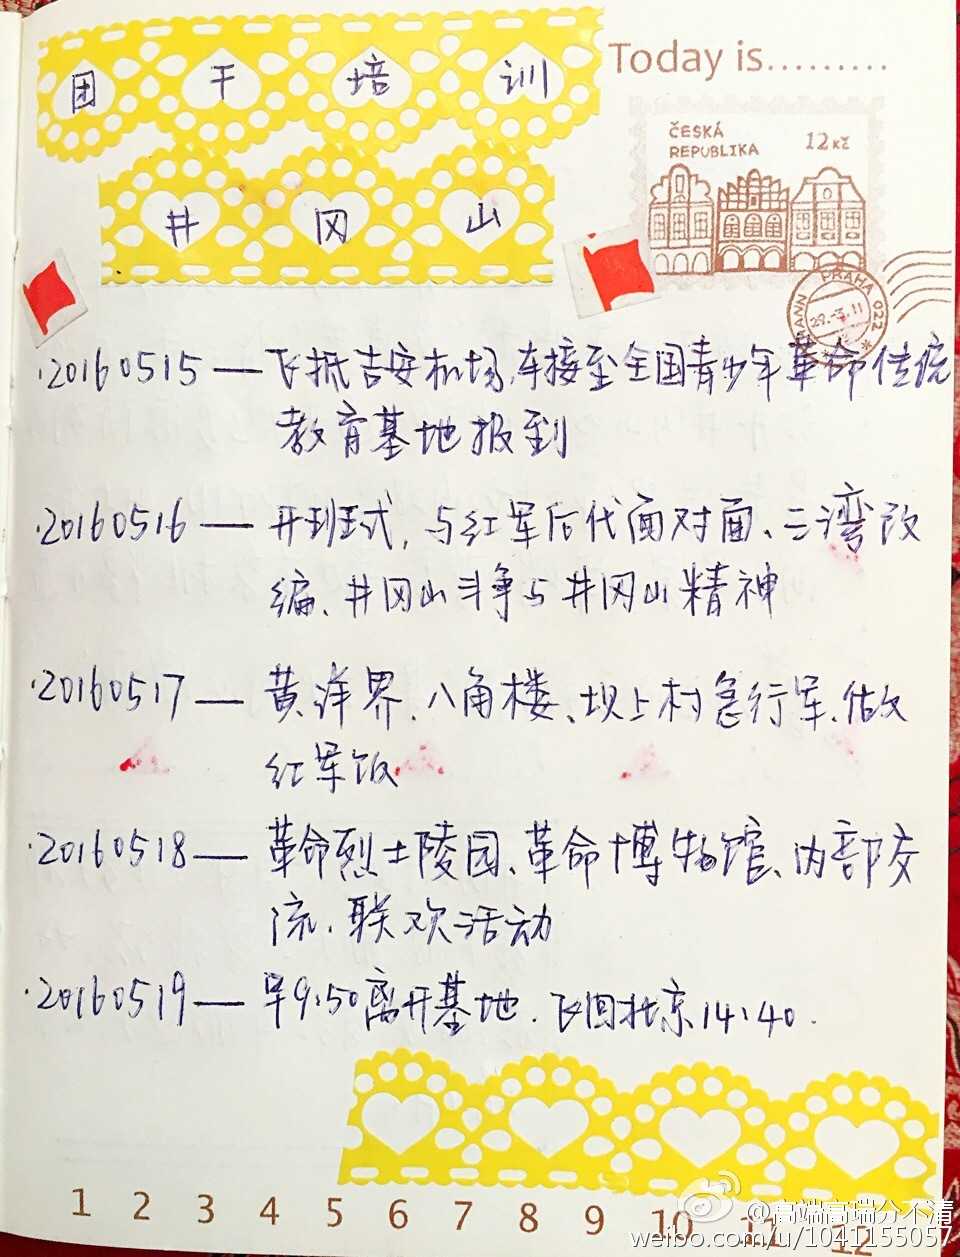 团 干 培 训
Today is.........
ČESKÁ
REPUBLIKA
12 Kč
井 冈 山
PRAHA 022
·20160515—飞抵吉安机场,车接至全国青少年革命传统
教育基地报到
·20160516—开班式,与红军后代面对面、三湾改
编、井冈山斗争与井冈山精神
·20160517—黄洋界、八角楼、坝上村急行军、做
红军饭
·20160518—革命烈士陵园、革命博物馆、内部交
流、联欢活动
·20160519—早9:50离开基地、飞回北京14:40.
1 2 3 4 5 6 7 8 9 10 11 12
@高端高端分不清
weibo.com/u/1041155057